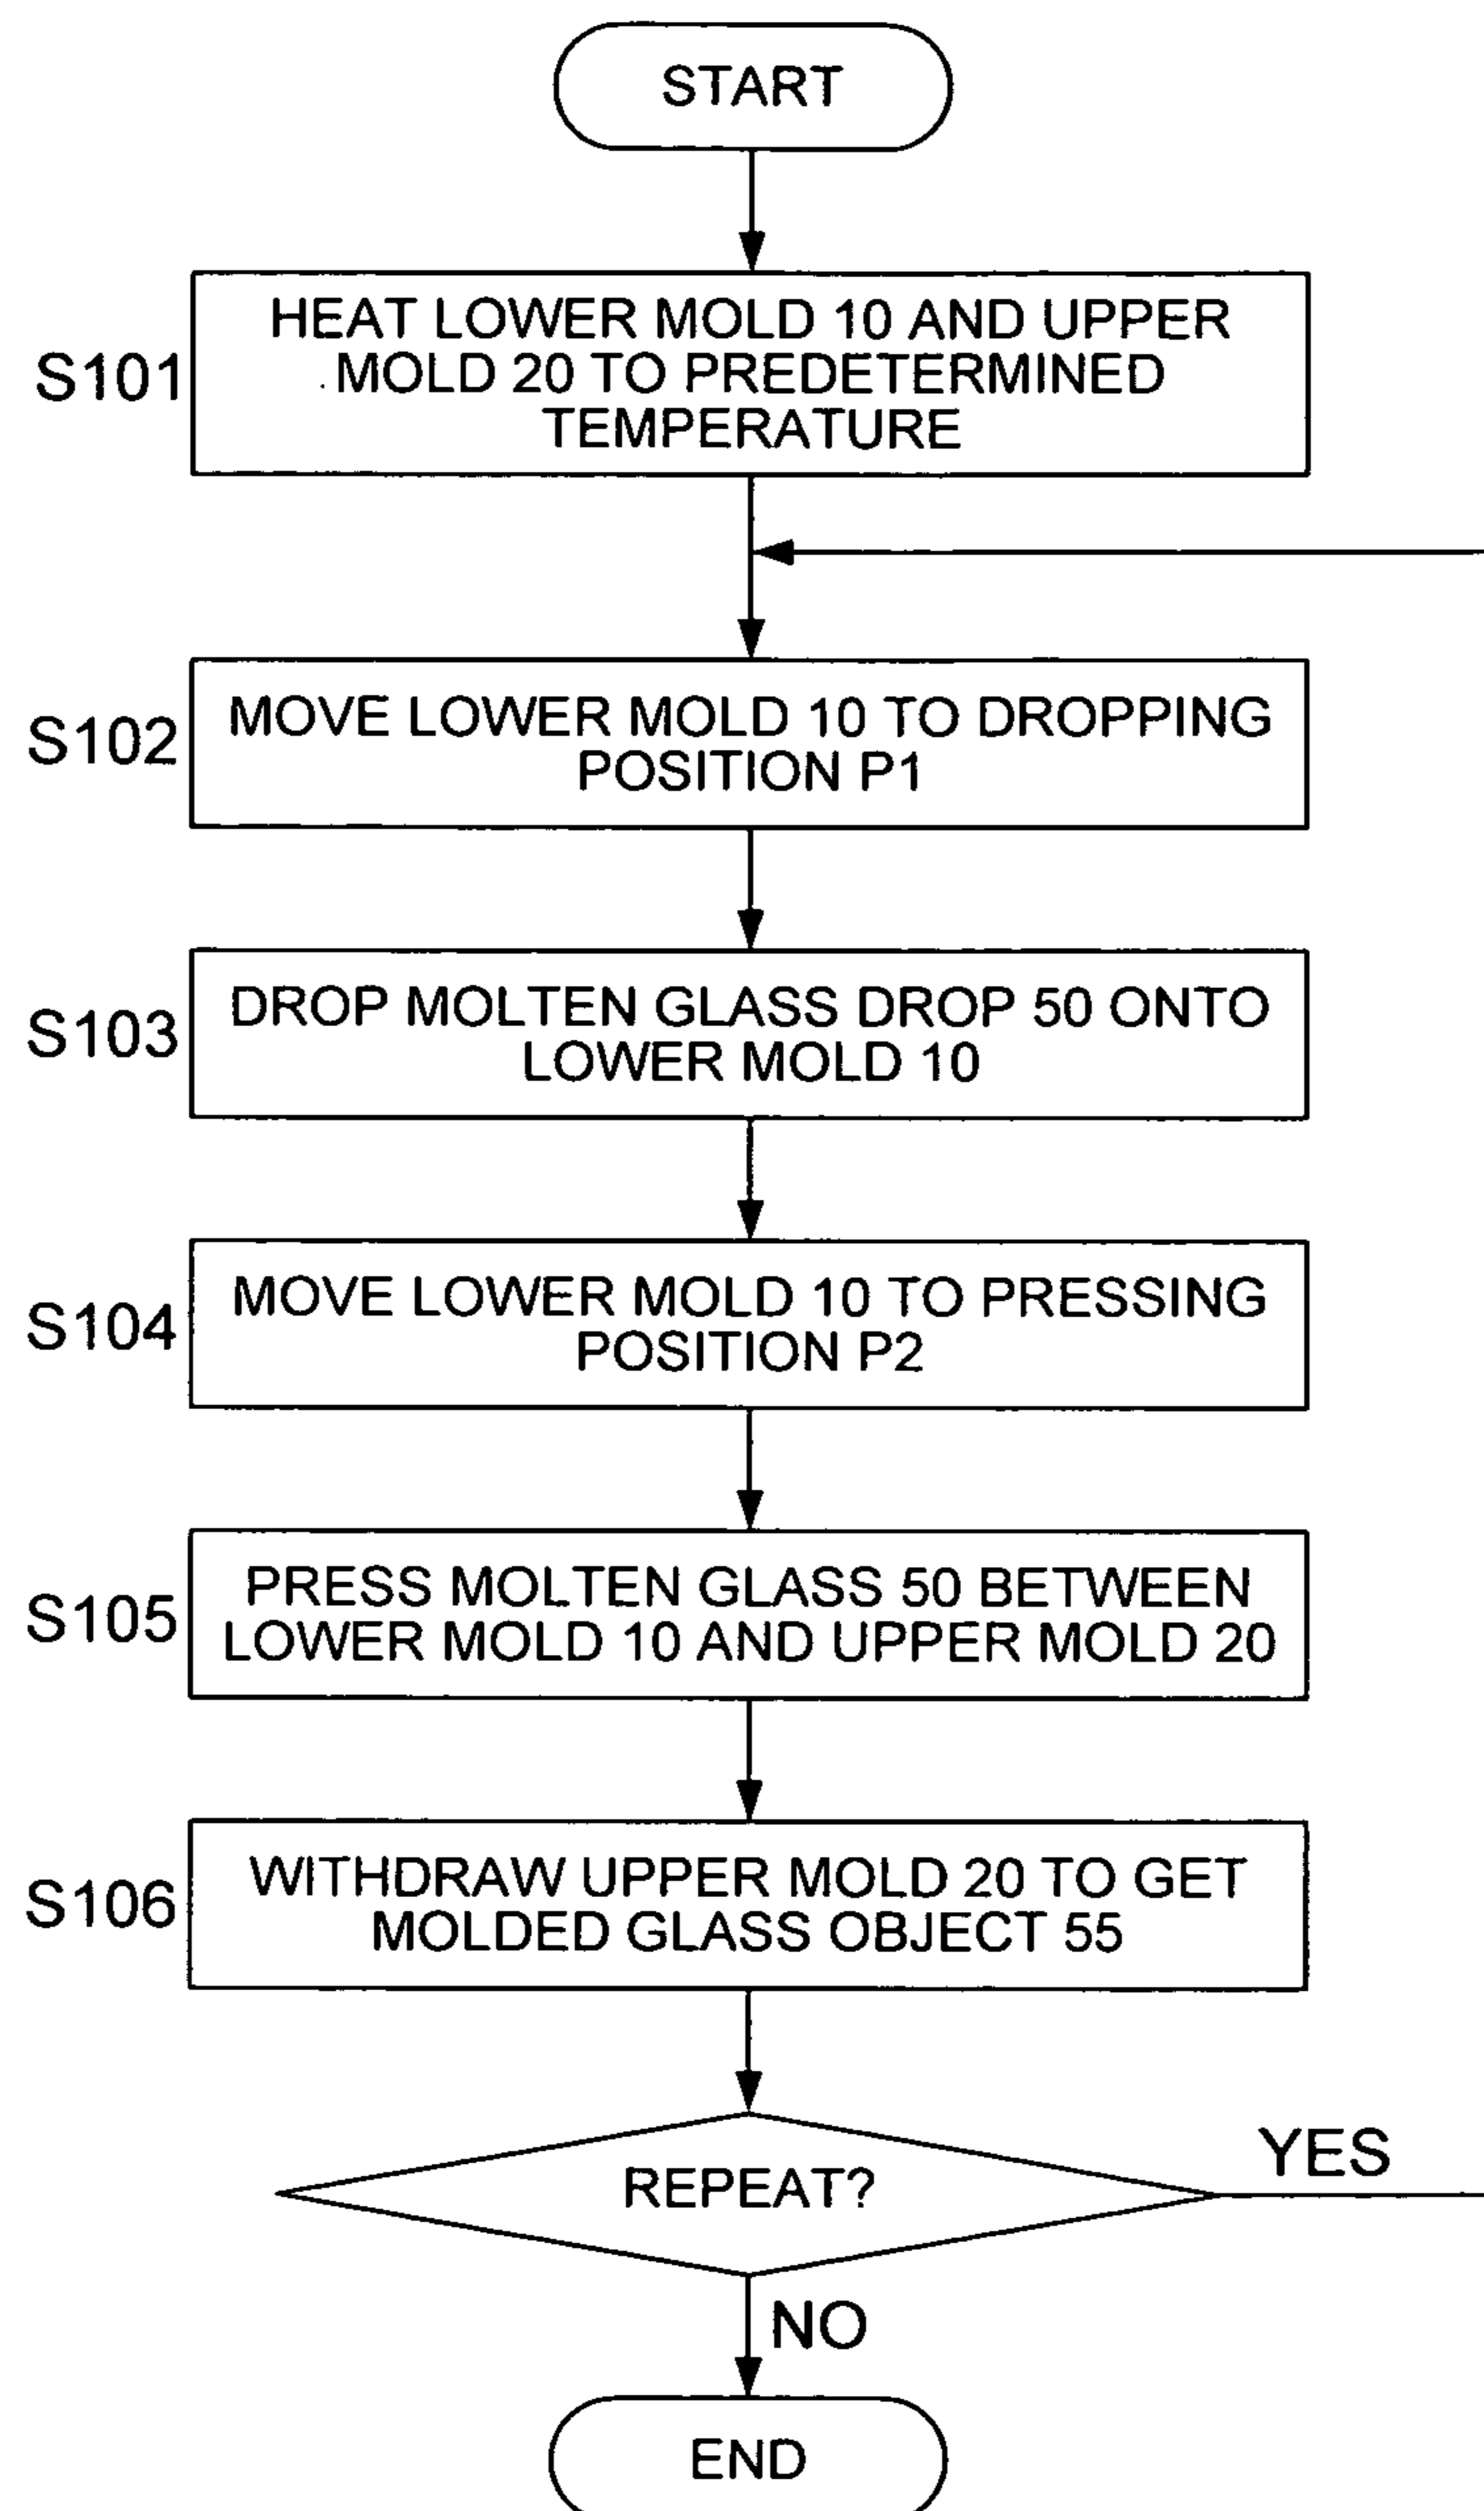 START
S101
HEAT LOWER MOLD 10 AND UPPER
MOLD 20 TO PREDETERMINED
TEMPERATURE
S102
MOVE LOWER MOLD 10 TO DROPPING
POSITION P1
S103
DROP MOLTEN GLASS DROP 50 ONTO
LOWER MOLD 10
S104
MOVE LOWER MOLD 10 TO PRESSING
POSITION P2
S105
PRESS MOLTEN GLASS 50 BETWEEN
LOWER MOLD 10 AND UPPER MOLD 20
S106
WITHDRAW UPPER MOLD 20 TO GET
MOLDED GLASS OBJECT 55
REPEAT?
YES
NO
END